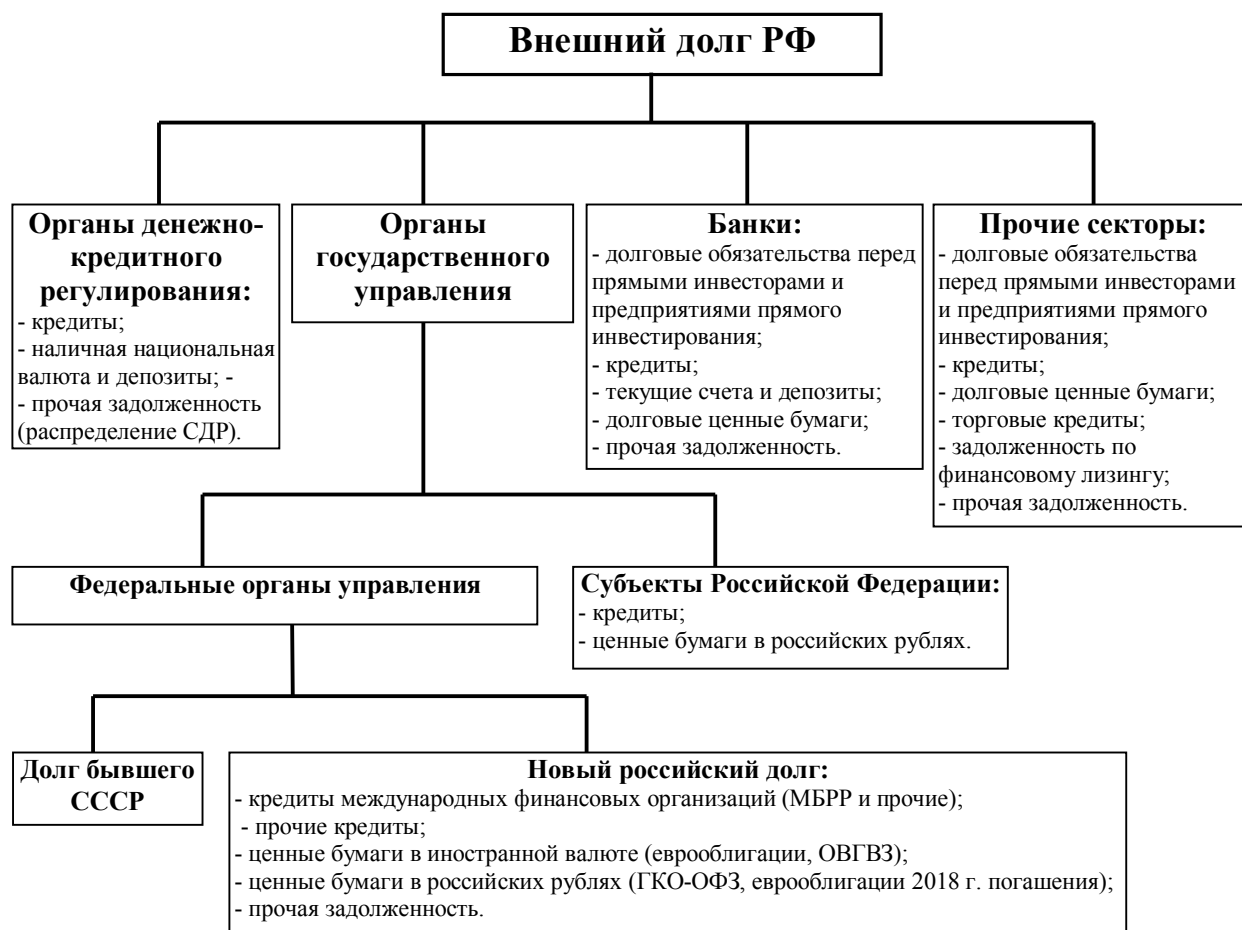 Внешний долг РФ
Органы денежно-
кредитного
регулирования:
- кредиты;
- наличная национальная
валюта и депозиты; -
- прочая задолженность
(распределение СДР).
Органы
государственного
управления
Банки:
- долговые обязательства перед
прямыми инвесторами и
предприятиями прямого
инвестирования;
- кредиты;
- текущие счета и депозиты;
- долговые ценные бумаги;
- прочая задолженность.
Прочие секторы:
- долговые обязательства
перед прямыми инвесторами
и предприятиями прямого
инвестирования;
- кредиты;
- долговые ценные бумаги;
- торговые кредиты;
- задолженность по
финансовому лизингу;
- прочая задолженность.
Федеральные органы управления
Субъекты Российской Федерации:
- кредиты;
- ценные бумаги в российских рублях.
Долг бывшего
СССР
Новый российский долг:
- кредиты международных финансовых организаций (МБРР и прочие);
- прочие кредиты;
- ценные бумаги в иностранной валюте (еврооблигации, ОВГВЗ);
- ценные бумаги в российских рублях (ГКО-ОФЗ, еврооблигации 2018 г. погашения);
- прочая задолженность.